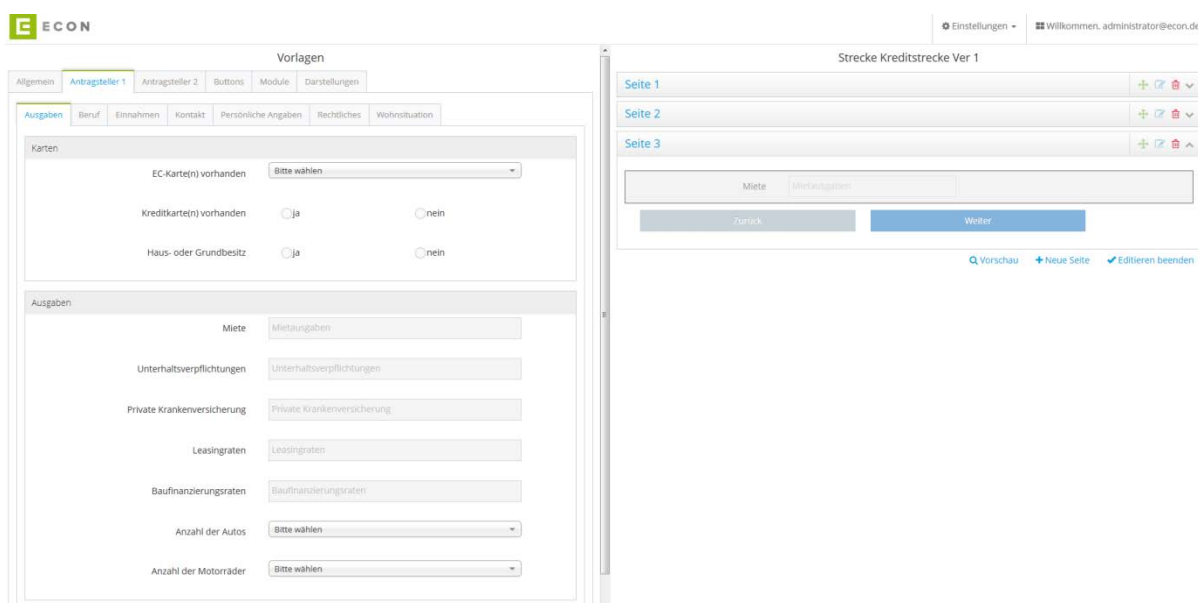 ECON
Einstellungen
Willkommen, administrator@econ.de
Vorlagen
Allgemein Antragsteller 1 Antragsteller 2 Buttons Module Darstellungen
Ausgaben Beruf Einnahmen Kontakt Persönliche Angaben Rechtliches Wohnsituation
Karten
EC-Karte(n) vorhanden Bitte wählen
Kreditkarte(n) vorhanden ja nein
Haus- oder Grundbesitz ja nein
Ausgaben
Miete Mietausgaben
Unterhaltsverpflichtungen Unterhaltsverpflichtungen
Private Krankenversicherung Private Krankenversicherung
Leasingraten Leasingraten
Baufinanzierungsraten Baufinanzierungsraten
Anzahl der Autos Bitte wählen
Anzahl der Motorräder Bitte wählen
Strecke Kreditstrecke Ver 1
Seite 1
Seite 2
Seite 3
Miete Mietausgaben
Zurück Weiter
Vorschau Neue Seite Editieren beenden